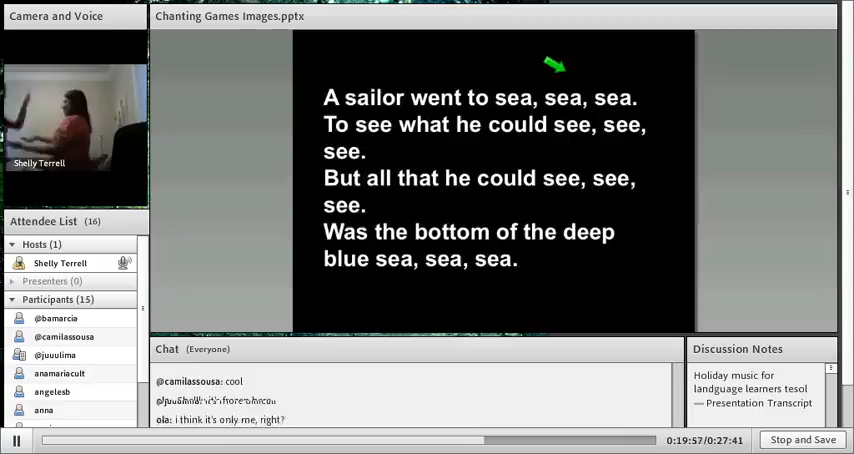 Camera and Voice
Shelly Terrell
Attendee List (16)
Hosts (1)
Shelly Terrell
Presenters (0)
Participants (15)
@bamarcia
@camilassousa
@juuulima
anamariacult
angelesb
anna
Chanting Games Images.pptx
A sailor went to sea, sea, sea.
To see what he could see, see,
see.
But all that he could see, see,
see.
Was the bottom of the deep
blue sea, sea, sea.
Chat (Everyone)
@camilassousa: cool
ola: i think it's only me, right?
Discussion Notes
Holiday music for
landguage learners tesol
— Presentation Transcript
0:19:57/0:27:41
Stop and Save